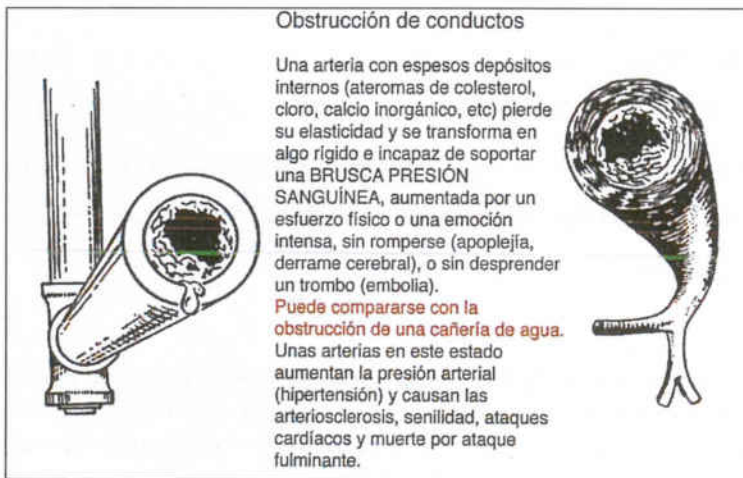 Obstrucción de conductos
Una arteria con espesos depósitos
internos (ateromas de colesterol,
cloro, calcio inorgánico, etc) pierde
su elasticidad y se transforma en
algo rígido e incapaz de soportar
una BRUSCA PRESIÓN
SANGUÍNEA, aumentada por un
esfuerzo físico o una emoción
intensa, sin romperse (apoplejía,
derrame cerebral), o sin desprender
un trombo (embolia).
Puede compararse con la
obstrucción de una cañería de agua.
Unas arterias en este estado
aumentan la presión arterial
(hipertensión) y causan las
arteriosclerosis, senilidad, ataques
cardíacos y muerte por ataque
fulminante.